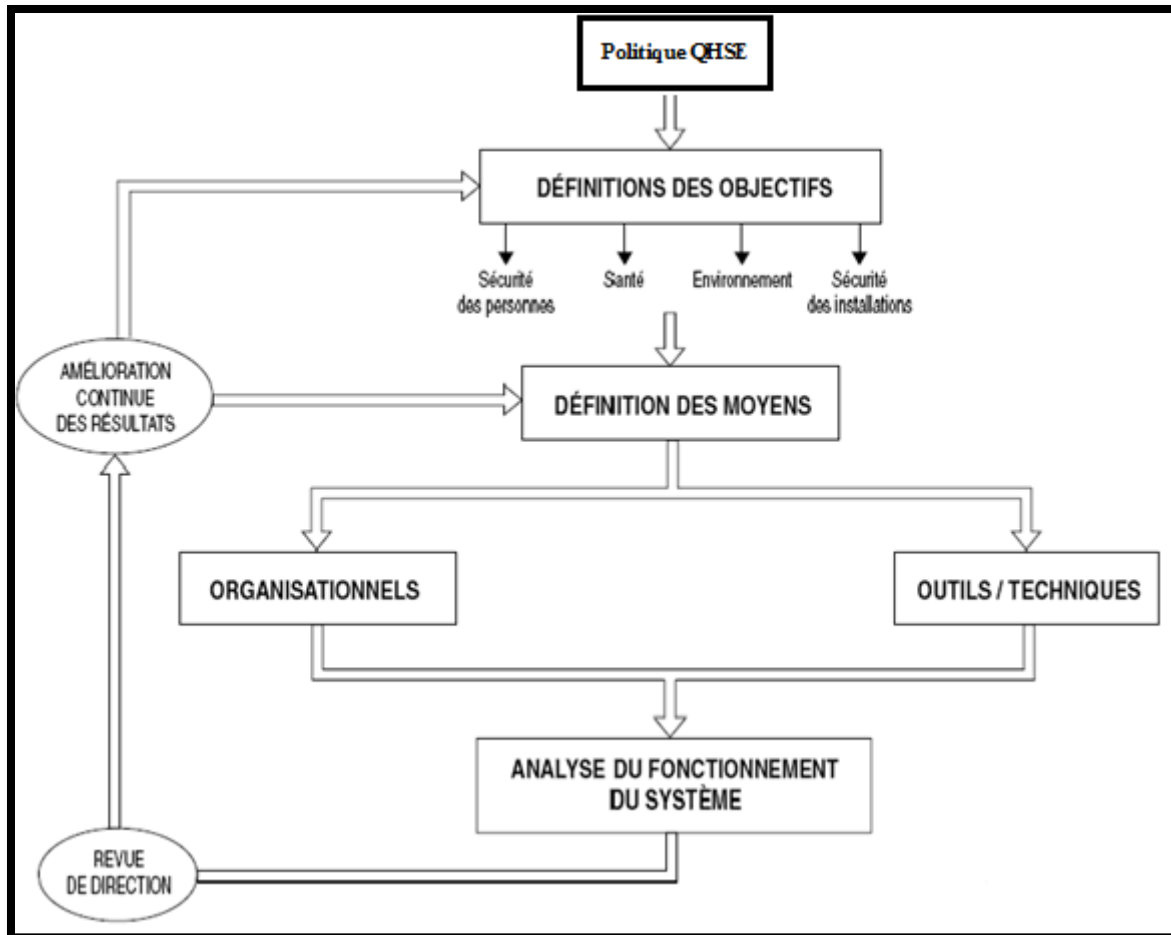 Politique QHSE
DÉFINITIONS DES OBJECTIFS
Sécurité
des personnes
Santé
Environnement
Sécurité
des installations
AMÉLIORATION
CONTINUE
DES RÉSULTATS
DÉFINITION DES MOYENS
ORGANISATIONNELS
OUTILS / TECHNIQUES
ANALYSE DU FONCTIONNEMENT
DU SYSTÈME
REVUE
DE DIRECTION